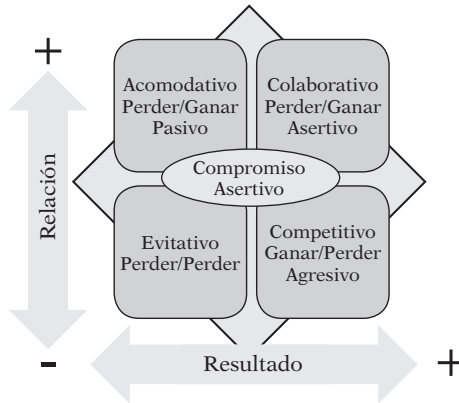 +
Acomodativo
Perder/Ganar
Pasivo
Colaborativo
Perder/Ganar
Asertivo
Relación
Compromiso
Asertivo
Evitativo
Perder/Perder
Competitivo
Ganar/Perder
Agresivo
-
Resultado
+